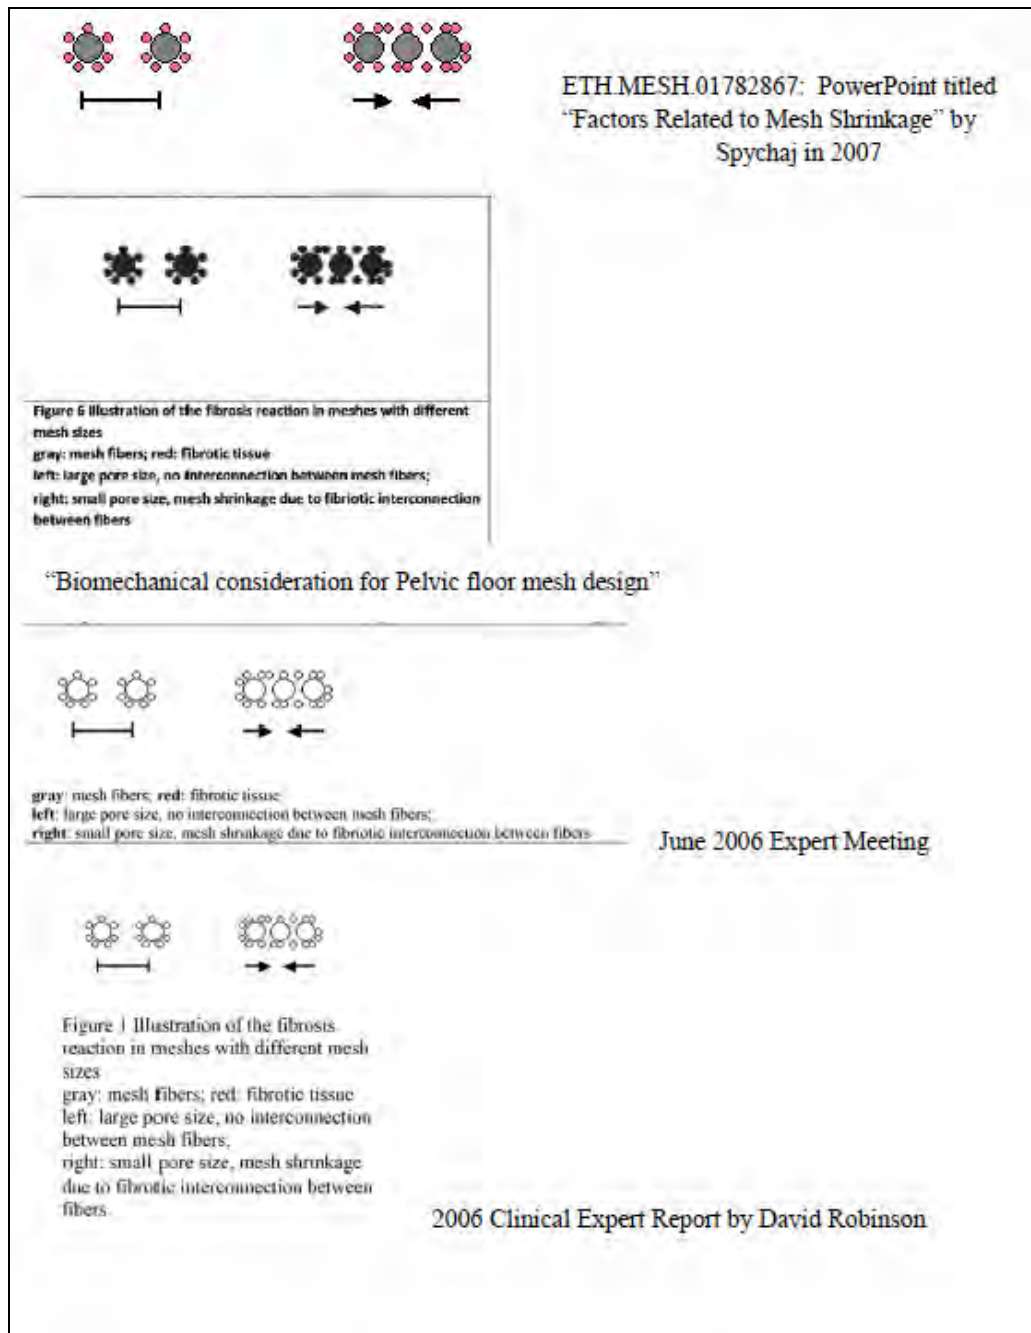 ETH.MESH.01782867: PowerPoint titled
“Factors Related to Mesh Shrinkage” by
Spychaj in 2007
Figure 6 Illustration of the fibrosis reaction in meshes with different
mesh sizes
gray: mesh fibers; red: fibrotic tissue
left: large pore size, no interconnection between mesh fibers;
right: small pore size, mesh shrinkage due to fibriotic interconnection
between fibers
“Biomechanical consideration for Pelvic floor mesh design”
gray: mesh fibers; red: fibrotic tissue
left: large pore size, no interconnection between mesh fibers;
right: small pore size, mesh shrinkage due to fibriotic interconnection between fibers
June 2006 Expert Meeting
Figure 1 Illustration of the fibrosis
reaction in meshes with different mesh
sizes
gray: mesh fibers; red: fibrotic tissue
left: large pore size, no interconnection
between mesh fibers;
right: small pore size, mesh shrinkage
due to fibrotic interconnection between
fibers
2006 Clinical Expert Report by David Robinson